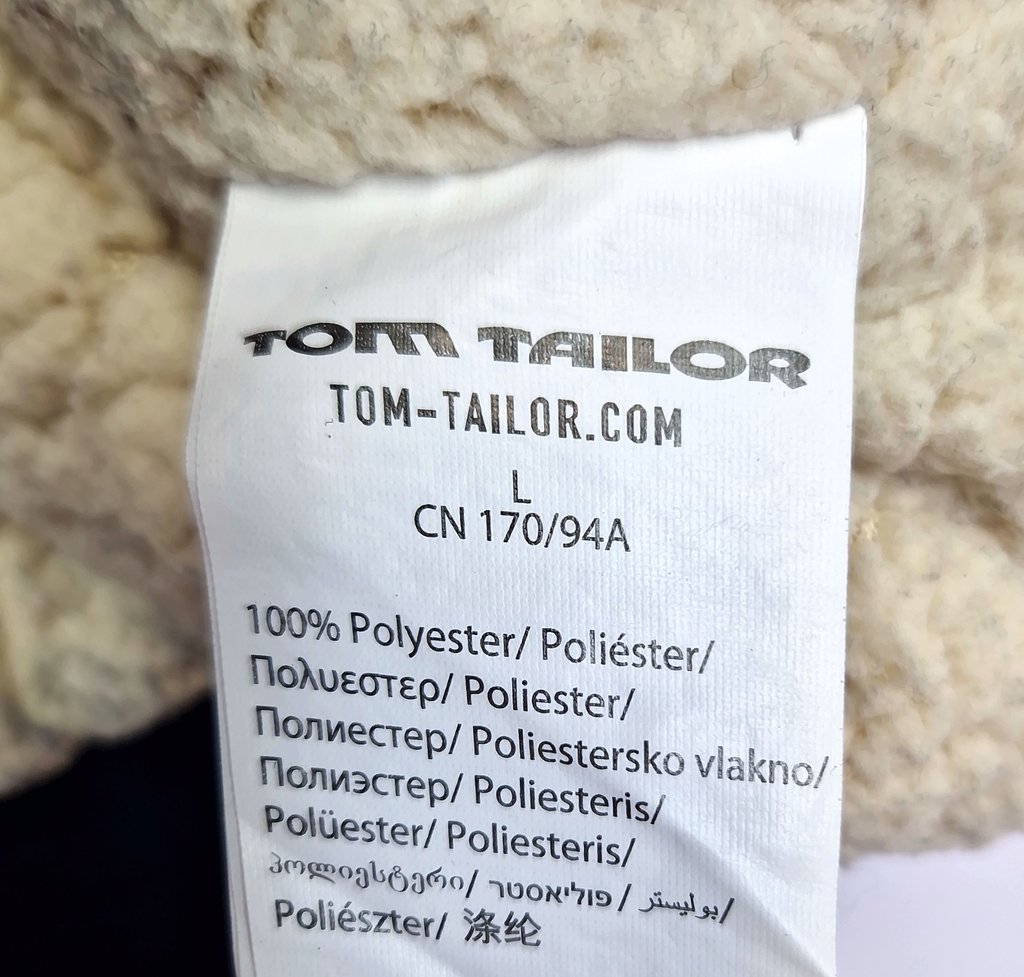 TOM TAILOR
TOM-TAILOR.COM
L
CN 170/94A
100% Polyester/ Poliéster/
Πολυεστερ/ Poliester/
Полиестер/ Poliestersko vlakno/
Полиэстер/ Poliesteris/
Polüester/ Poliesteris/
პოლიესტერი/ פוליאסטר / بوليستر/
Poliészter/ 涤纶